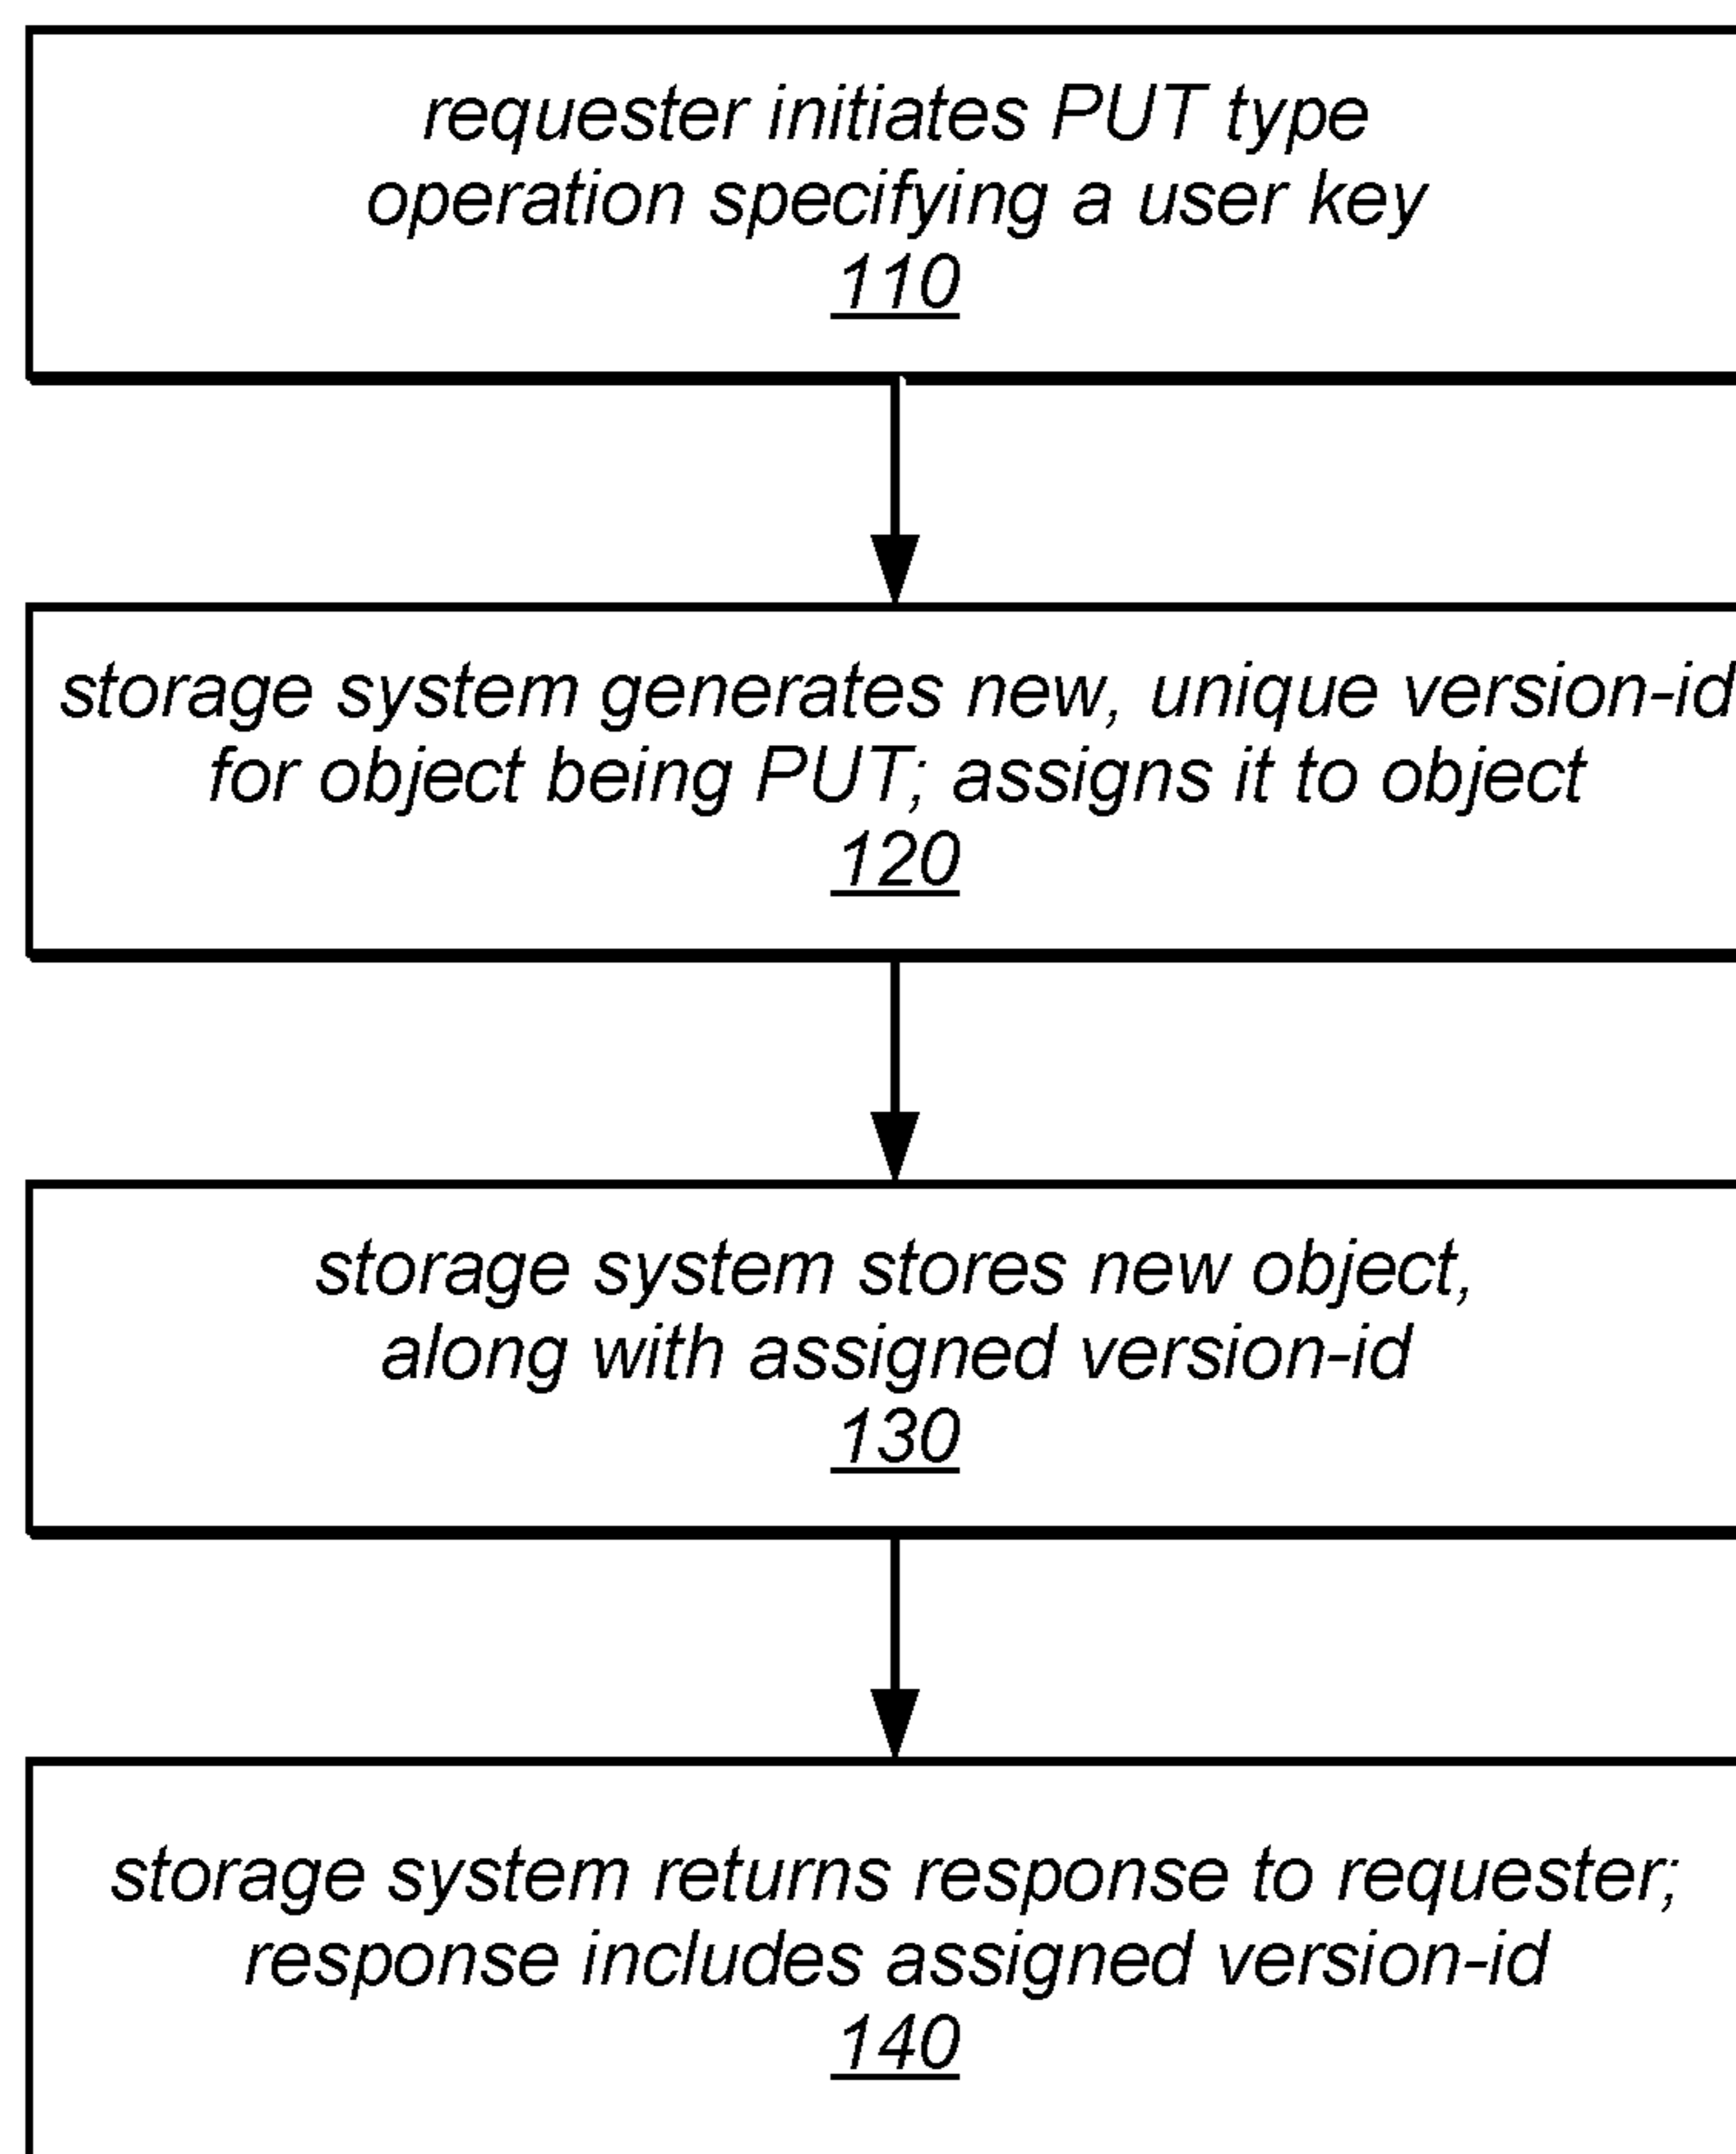 requester initiates PUT type
operation specifying a user key
110
storage system generates new, unique version-id
for object being PUT; assigns it to object
120
storage system stores new object,
along with assigned version-id
130
storage system returns response to requester;
response includes assigned version-id
140